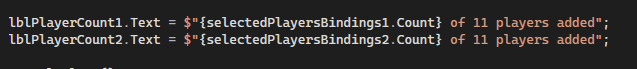 lblPlayerCount1.Text = $"{selectedPlayersBindings1.Count} of 11 players added";
lblPlayerCount2.Text = $"{selectedPlayersBindings2.Count} of 11 players added";